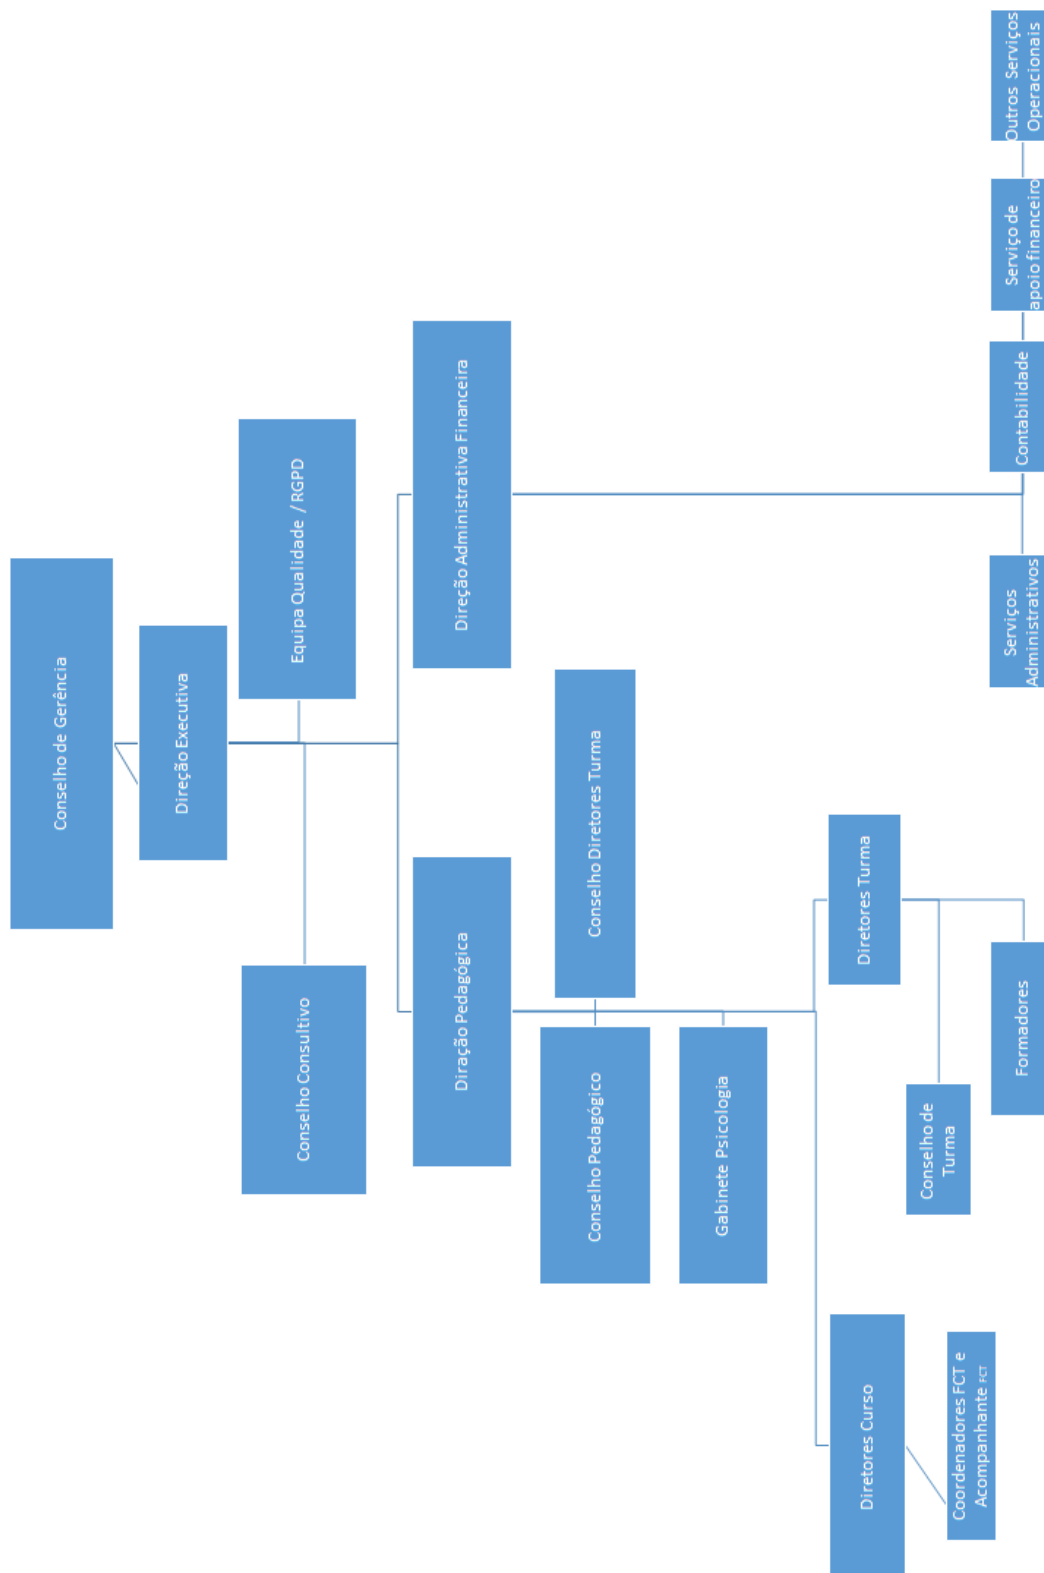 Conselho de Gerência
Direção Executiva
Conselho Consultivo
Equipa Qualidade / RGPD
Diração Pedagógica
Direção Administrativa Financeira
Conselho Pedagógico
Conselho Diretores Turma
Gabinete Psicologia
Diretores Curso
Diretores Turma
Coordenadores FCT e
Acompanhante FCT
Conselho de
Turma
Formadores
Serviços
Administrativos
Contabilidade
Serviço de
apoio financeiro
Outros Serviços
Operacionais